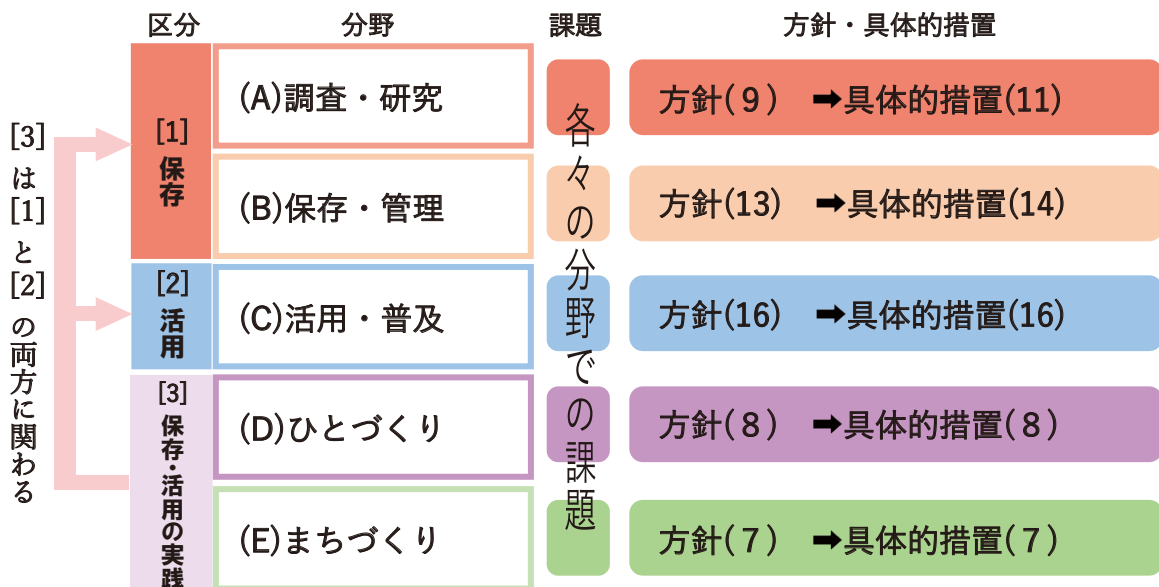 区分
分野
課題
方針・具体的措置
[3]は[1]と[2]の両方に関わる
[1]保存
(A)調査・研究
方針(9) ➡具体的措置(11)
(B)保存・管理
方針(13) ➡具体的措置(14)
[2]活用
(C)活用・普及
方針(16) ➡具体的措置(16)
[3]保存・活用の実践
(D)ひとづくり
方針(8) ➡具体的措置(8)
(E)まちづくり
方針(7) ➡具体的措置(7)
各々の分野での課題